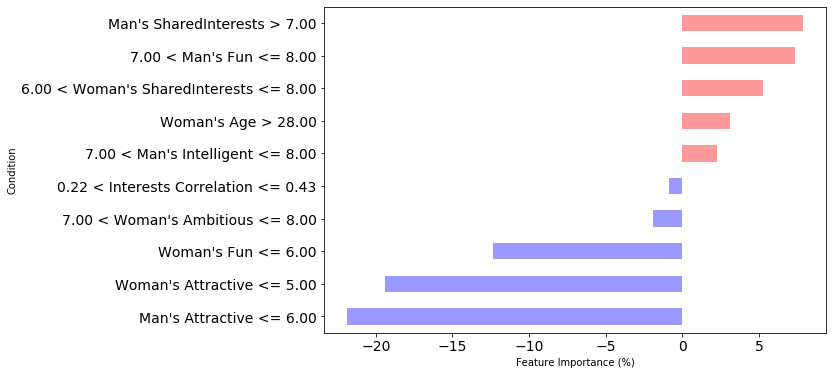 Man's SharedInterests > 7.00
7.00 < Man's Fun <= 8.00
6.00 < Woman's SharedInterests <= 8.00
Woman's Age > 28.00
7.00 < Man's Intelligent <= 8.00
0.22 < Interests Correlation <= 0.43
7.00 < Woman's Ambitious <= 8.00
Woman's Fun <= 6.00
Woman's Attractive <= 5.00
Man's Attractive <= 6.00
Condition
−20 −15 −10 −5 0 5
Feature Importance (%)